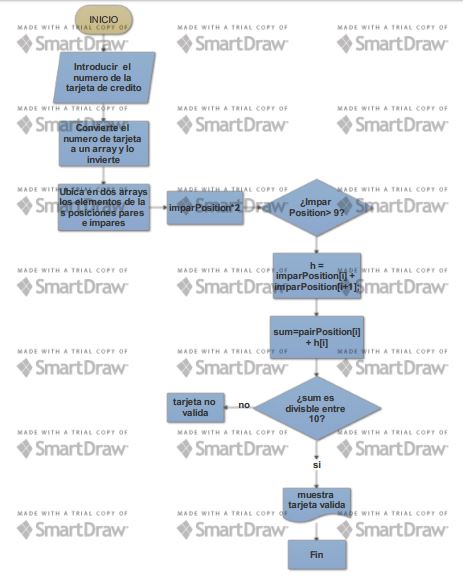 INICIO
Introducir el
numero de la
tarjeta de credito
Convierte el
numero de tarjeta
a un array y lo
invierte
Ubica en dos arrays
los elementos de la
s posiciones pares
e impares
imparPosition*2
¿Impar
Position> 9?
h =
imparPosition[i] +
imparPosition[i+1];
sum=pairPosition[i]
+ h[i]
¿sum es
divisble entre
10?
no
tarjeta no
valida
si
muestra
tarjeta valida
Fin
MADE WITH A TRIAL COPY OF
SmartDraw
MADE WITH A TRIAL COPY OF
SmartDraw
MADE WITH A TRIAL COPY OF
SmartDraw
MADE WITH A TRIAL COPY OF
SmartDraw
MADE WITH A TRIAL COPY OF
SmartDraw
MADE WITH A TRIAL COPY OF
SmartDraw
MADE WITH A TRIAL COPY OF
SmartDraw
MADE WITH A TRIAL COPY OF
SmartDraw
MADE WITH A TRIAL COPY OF
SmartDraw
MADE WITH A TRIAL COPY OF
SmartDraw
MADE WITH A TRIAL COPY OF
SmartDraw
MADE WITH A TRIAL COPY OF
SmartDraw
MADE WITH A TRIAL COPY OF
SmartDraw
MADE WITH A TRIAL COPY OF
SmartDraw
MADE WITH A TRIAL COPY OF
SmartDraw
MADE WITH A TRIAL COPY OF
SmartDraw
MADE WITH A TRIAL COPY OF
SmartDraw
MADE WITH A TRIAL COPY OF
SmartDraw
MADE WITH A TRIAL COPY OF
SmartDraw
MADE WITH A TRIAL COPY OF
SmartDraw
MADE WITH A TRIAL COPY OF
SmartDraw